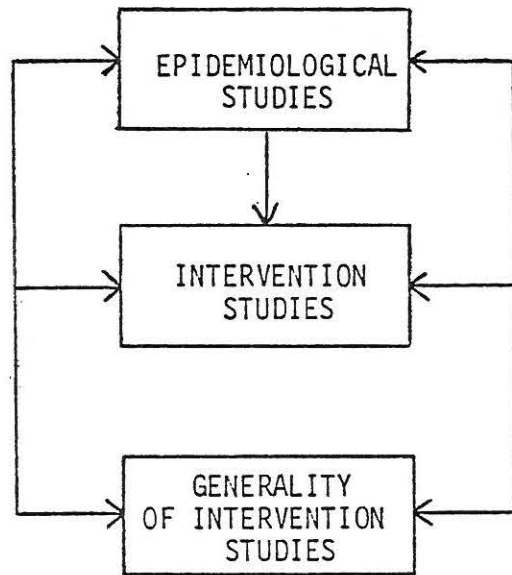 EPIDEMIOLOGICAL
STUDIES
INTERVENTION
STUDIES
GENERALITY
OF INTERVENTION
STUDIES